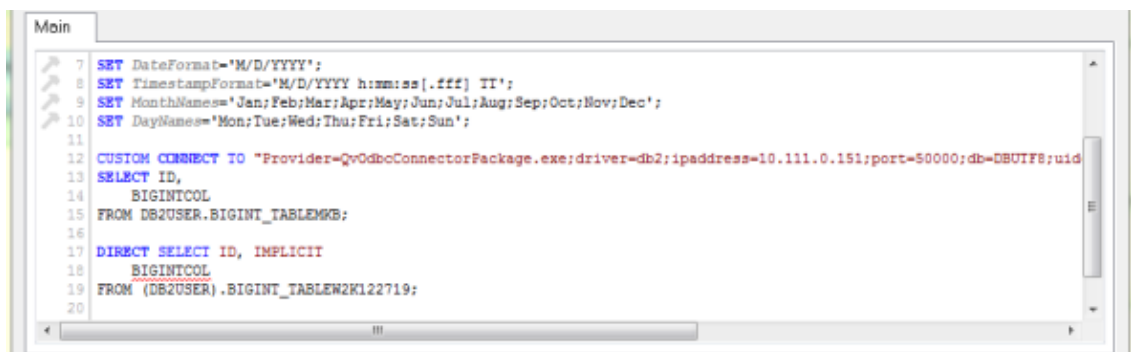 Main
7 SET DateFormat='M/D/YYYY';
8 SET TimestampFormat='M/D/YYYY h:mm:ss[.fff] TT';
9 SET MonthNames='Jan;Feb;Mar;Apr;May;Jun;Jul;Aug;Sep;Oct;Nov;Dec';
10 SET DayNames='Mon;Tue;Wed;Thu;Fri;Sat;Sun';
11
12 CUSTOM CONNECT TO "Provider=QvOdbcConnectorPackage.exe;driver=db2;ipaddress=10.111.0.151;port=50000;db=DBUTF8;uid
13 SELECT ID,
14 BIGINTCOL
15 FROM DB2USER.BIGINT_TABLEMKB;
16
17 DIRECT SELECT ID, IMPLICIT
18 BIGINTCOL
19 FROM (DB2USER).BIGINT_TABLEW2K122719;
20